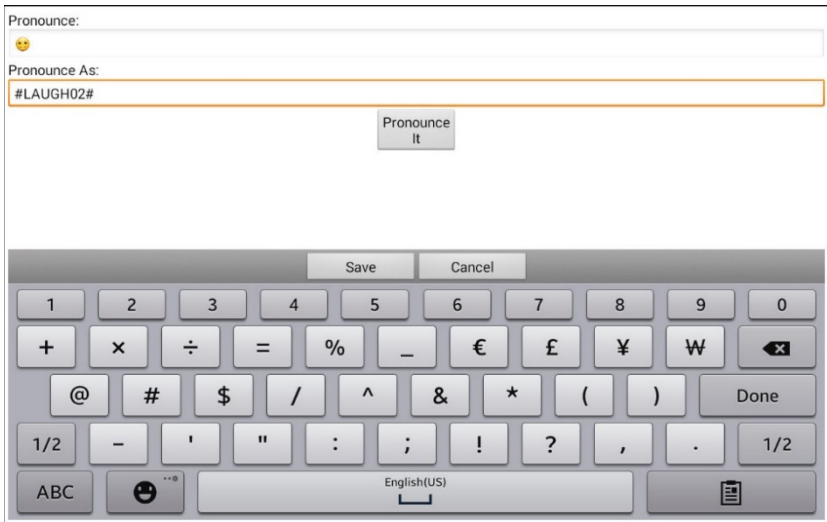 Pronounce:
🙂
Pronounce As:
#LAUGH02#
Pronounce
It
Save Cancel
1 2 3 4 5 6 7 8 9 0
+ × ÷ = % _ € £ ¥ ₩
@ # $ / ^ & * ( ) Done
1/2 - ' " : ; ! ? , . 1/2
ABC English(US)